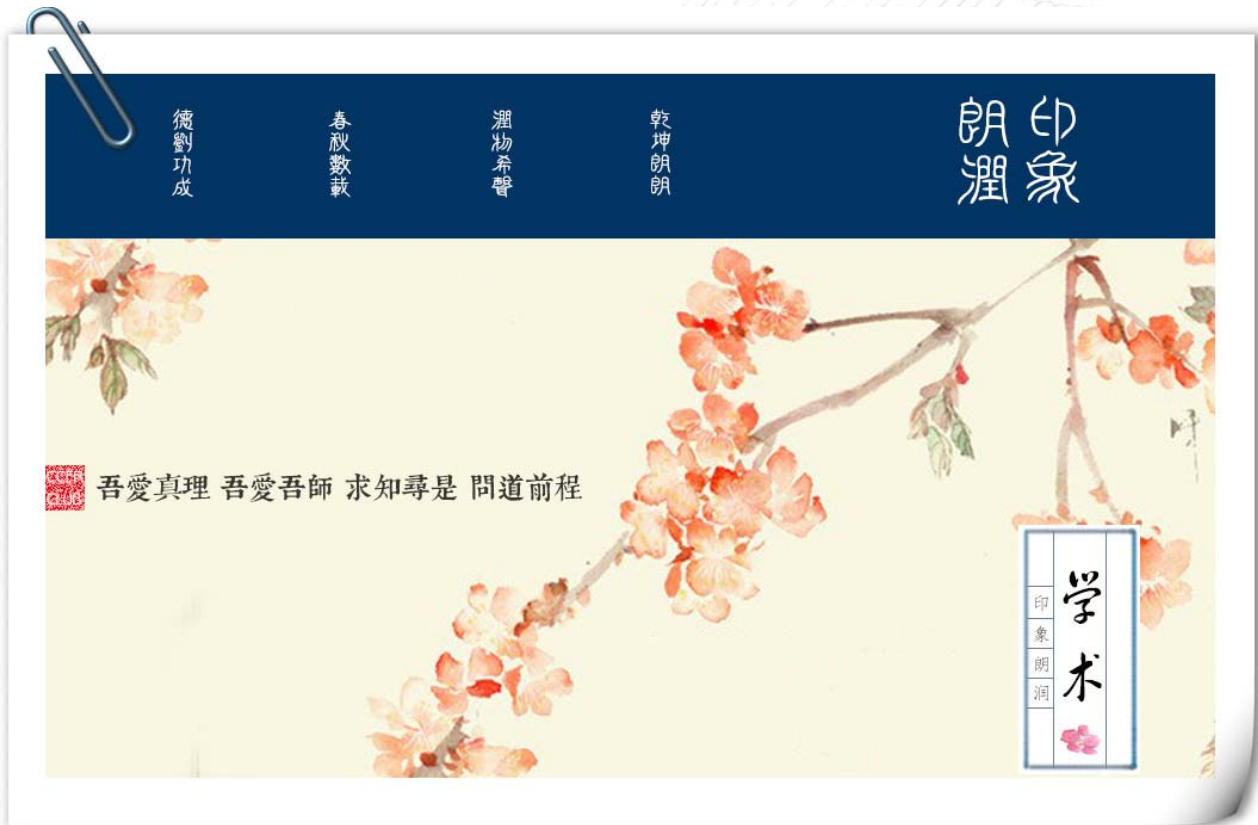 印象
朗潤
乾坤朗朗
潤物希聲
春秋數載
德劉功成
CCER
CLUB
吾愛真理 吾愛吾師 求知尋是 問道前程
学术
印象朗润